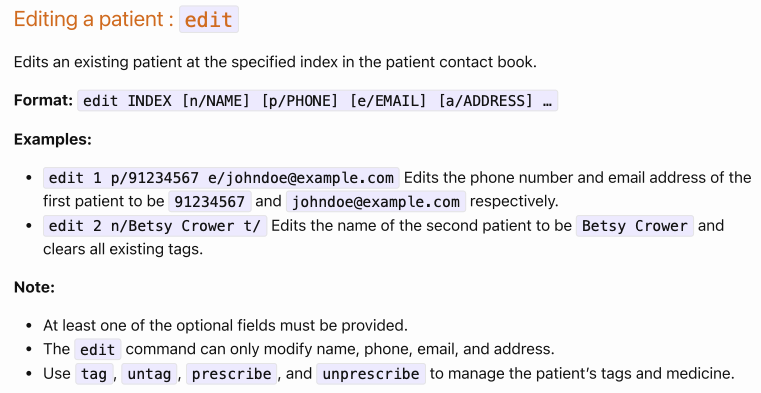 Editing a patient : edit
Edits an existing patient at the specified index in the patient contact book.
Format: edit INDEX [n/NAME] [p/PHONE] [e/EMAIL] [a/ADDRESS] …
Examples:
• edit 1 p/91234567 e/johndoe@example.com Edits the phone number and email address of the
first patient to be 91234567 and johndoe@example.com respectively.
• edit 2 n/Betsy Crower t/ Edits the name of the second patient to be Betsy Crower and
clears all existing tags.
Note:
• At least one of the optional fields must be provided.
• The edit command can only modify name, phone, email, and address.
• Use tag, untag, prescribe, and unprescribe to manage the patient’s tags and medicine.